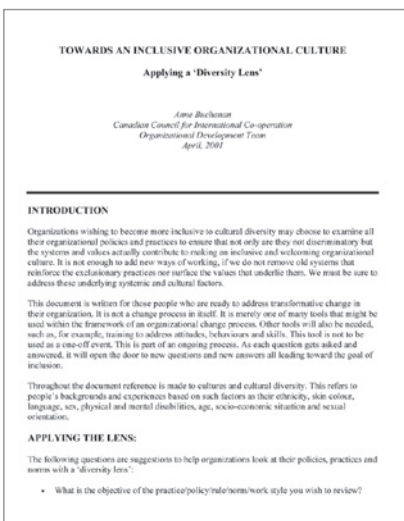 TOWARDS AN INCLUSIVE ORGANIZATIONAL CULTURE
Applying a ‘Diversity Lens’
Anne Buchanan
Canadian Council for International Co-operation
Organizational Development Team
April, 2001
INTRODUCTION
Organizations wishing to become more inclusive to cultural diversity may choose to examine all
their organizational policies and practices to ensure that not only are they not discriminatory but
the systems and values actually contribute to making an inclusive and welcoming organizational
culture. It is not enough to add new ways of working, if we do not remove old systems that
reinforce the exclusionary practices nor surface the values that underlie them. We must be sure to
address these underlying systemic and cultural factors.
This document is written for those people who are ready to address transformative change in
their organization. It is not a change process in itself. It is merely one of many tools that might be
used within the framework of an organizational change process. Other tools will also be needed,
such as, for example, training to address attitudes, behaviours and skills. This tool is not to be
used as a one-off event. This is part of an ongoing process. As each question gets asked and
answered, it will open the door to new questions and new answers all leading toward the goal of
inclusion.
Throughout the document reference is made to cultures and cultural diversity. This refers to
people’s backgrounds and experiences based on such factors as their ethnicity, skin colour,
language, sex, physical and mental disabilities, age, socio-economic situation and sexual
orientation.
APPLYING THE LENS:
The following questions are suggestions to help organizations look at their policies, practices and
norms with a ‘diversity lens’:
• What is the objective of the practice/policy/rule/norm/work style you wish to review?